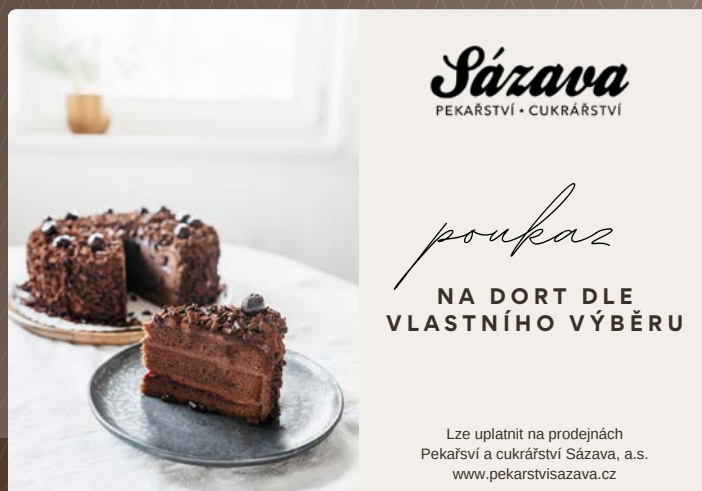 Sázava
PEKAŘSTVÍ • CUKRÁŘSTVÍ
poukaz
NA DORT DLE
VLASTNÍHO VÝBĚRU
Lze uplatnit na prodejnách
Pekařsví a cukrářství Sázava, a.s.
www.pekarstvisazava.cz